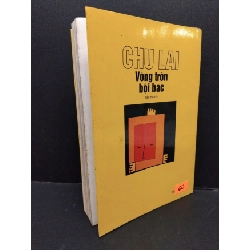 CHU LAI
Vòng tròn
bội bạc